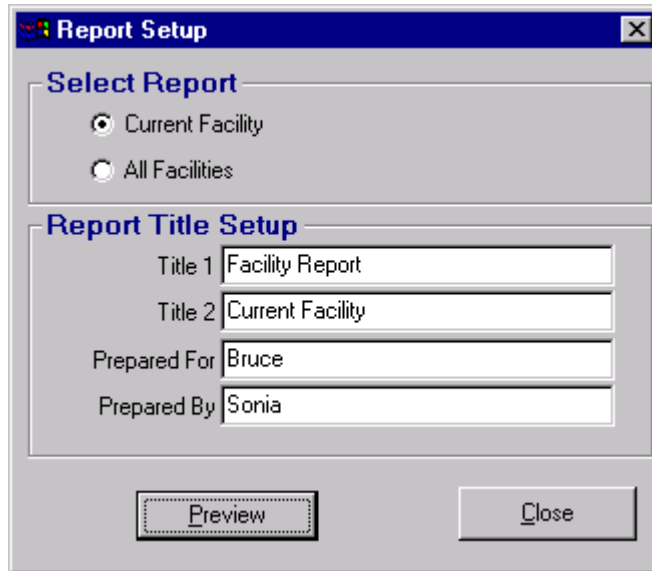 Report Setup
Select Report
Current Facility
All Facilities
Report Title Setup
Title 1 Facility Report
Title 2 Current Facility
Prepared For Bruce
Prepared By Sonia
Preview Close